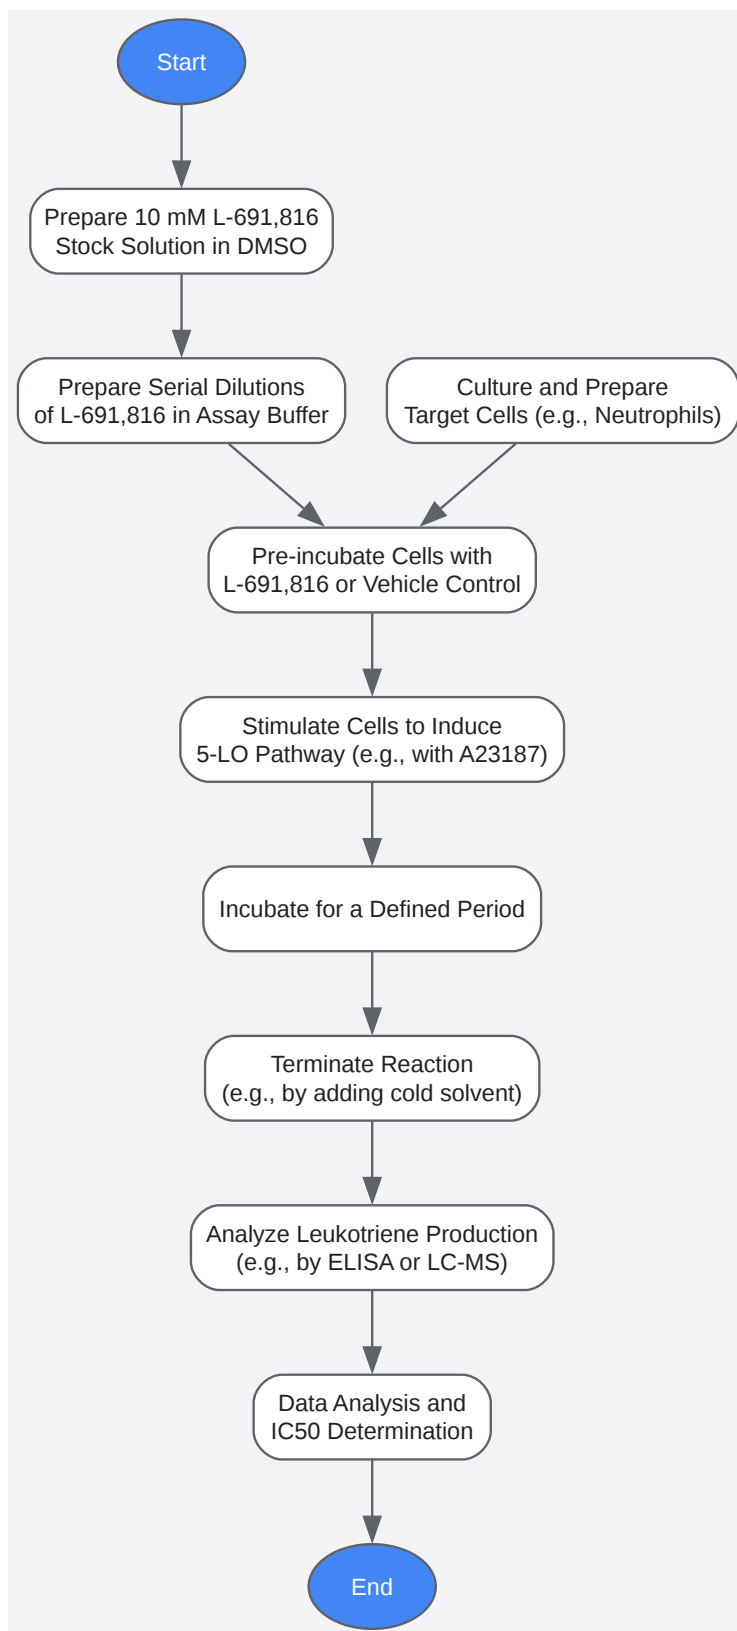 Start
Prepare 10 mM L-691,816
Stock Solution in DMSO
Prepare Serial Dilutions
of L-691,816 in Assay Buffer
Culture and Prepare
Target Cells (e.g., Neutrophils)
Pre-incubate Cells with
L-691,816 or Vehicle Control
Stimulate Cells to Induce
5-LO Pathway (e.g., with A23187)
Incubate for a Defined Period
Terminate Reaction
(e.g., by adding cold solvent)
Analyze Leukotriene Production
(e.g., by ELISA or LC-MS)
Data Analysis and
IC50 Determination
End